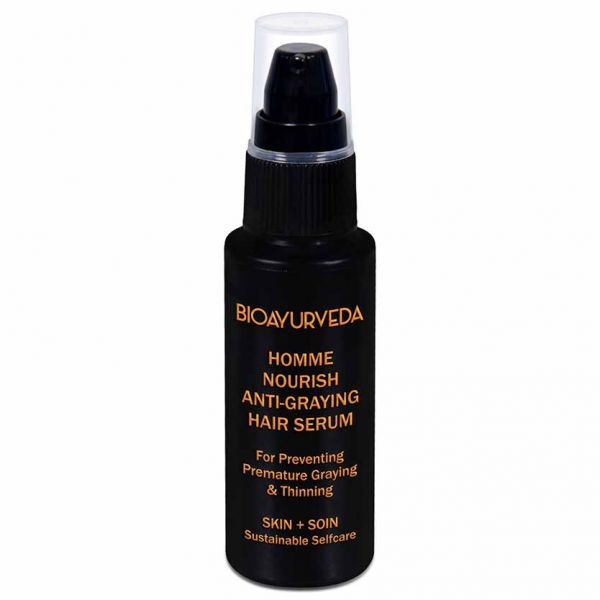 BIOAYURVEDA
HOMME
NOURISH
ANTI-GRAYING
HAIR SERUM
For Preventing
Premature Graying
& Thinning
SKIN + SOIN
Sustainable Selfcare